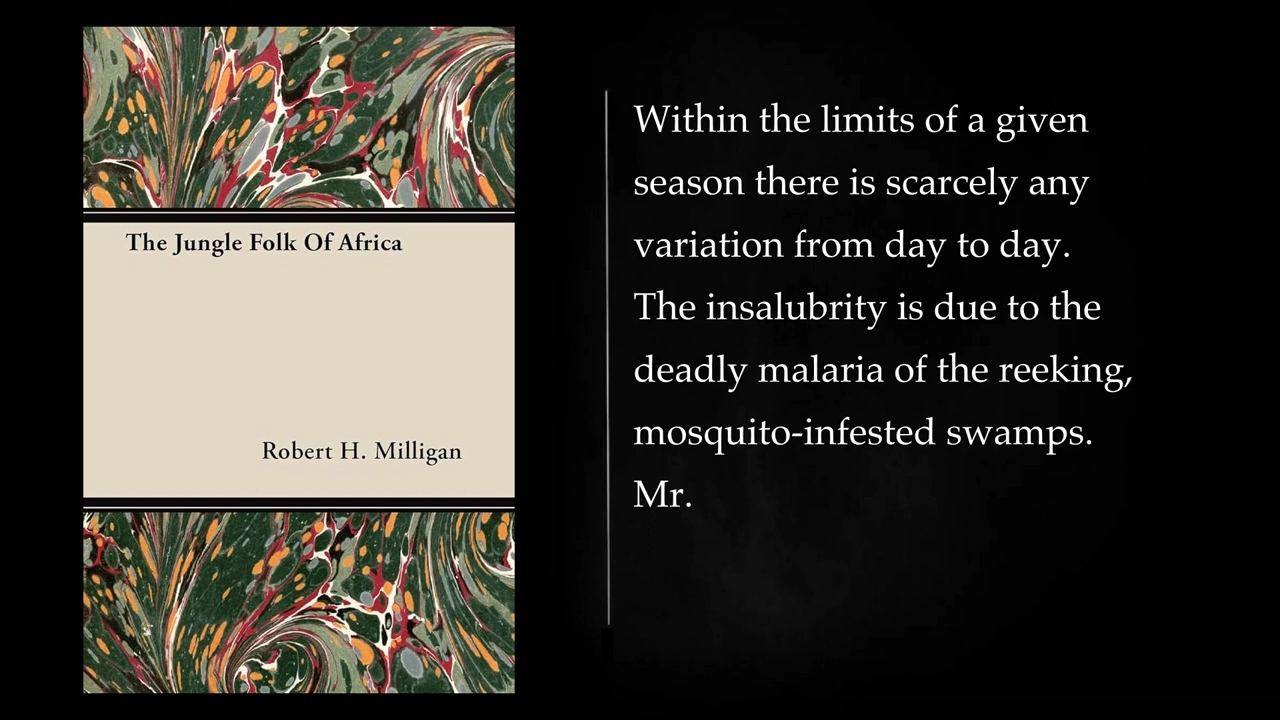 The Jungle Folk Of Africa
Robert H. Milligan
Within the limits of a given
season there is scarcely any
variation from day to day.
The insalubrity is due to the
deadly malaria of the reeking,
mosquito-infested swamps.
Mr.